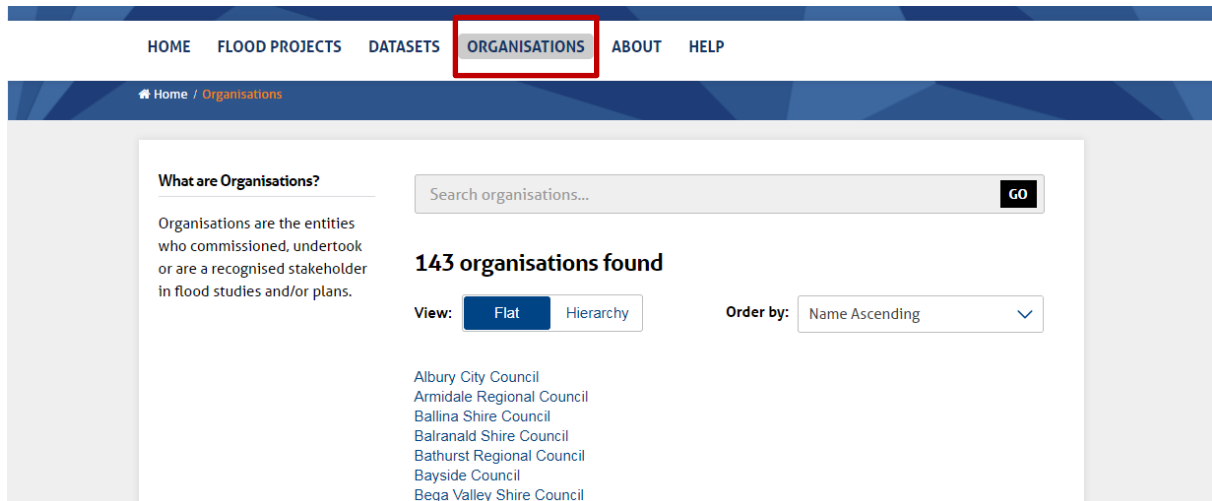 HOME FLOOD PROJECTS DATASETS ORGANISATIONS ABOUT HELP
Home / Organisations
What are Organisations?
Organisations are the entities
who commissioned, undertook
or are a recognised stakeholder
in flood studies and/or plans.
Search organisations... GO
143 organisations found
View: Flat Hierarchy Order by: Name Ascending
Albury City Council
Armidale Regional Council
Ballina Shire Council
Balranald Shire Council
Bathurst Regional Council
Bayside Council
Bega Valley Shire Council